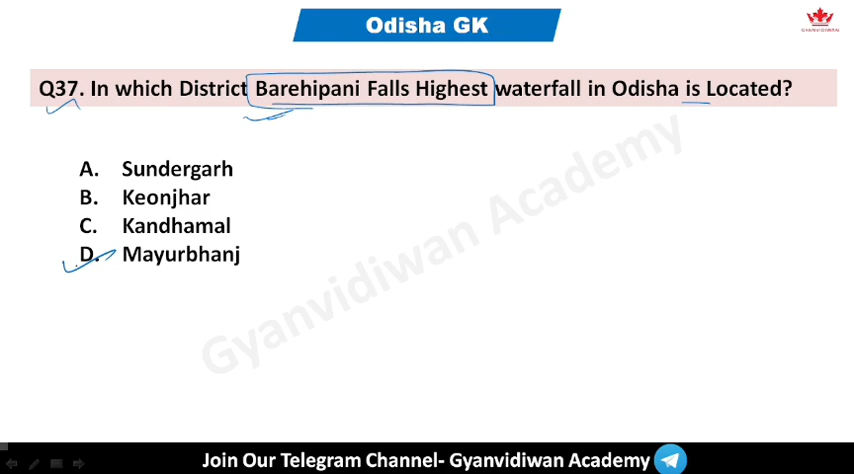 Odisha GK
GYANVIDIWAN
Q37. In which District Barehipani Falls Highest waterfall in Odisha is Located?
A. Sundergarh
B. Keonjhar
C. Kandhamal
D. Mayurbhanj
Gyanvidiwan Academy
Join Our Telegram Channel- Gyanvidiwan Academy